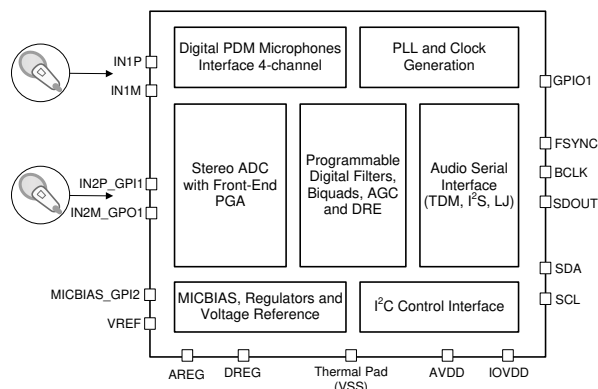 Digital PDM Microphones
Interface 4-channel
PLL and Clock
Generation
IN1P
IN1M
GPIO1
Stereo ADC
with Front-End
PGA
Programmable
Digital Filters,
Biquads, AGC
and DRE
Audio Serial
Interface
(TDM, I²S, LJ)
FSYNC
BCLK
SDOUT
IN2P_GPI1
IN2M_GPO1
SDA
SCL
MICBIAS_GPI2
VREF
MICBIAS, Regulators and
Voltage Reference
I²C Control Interface
AREG
DREG
Thermal Pad
(VSS)
AVDD
IOVDD